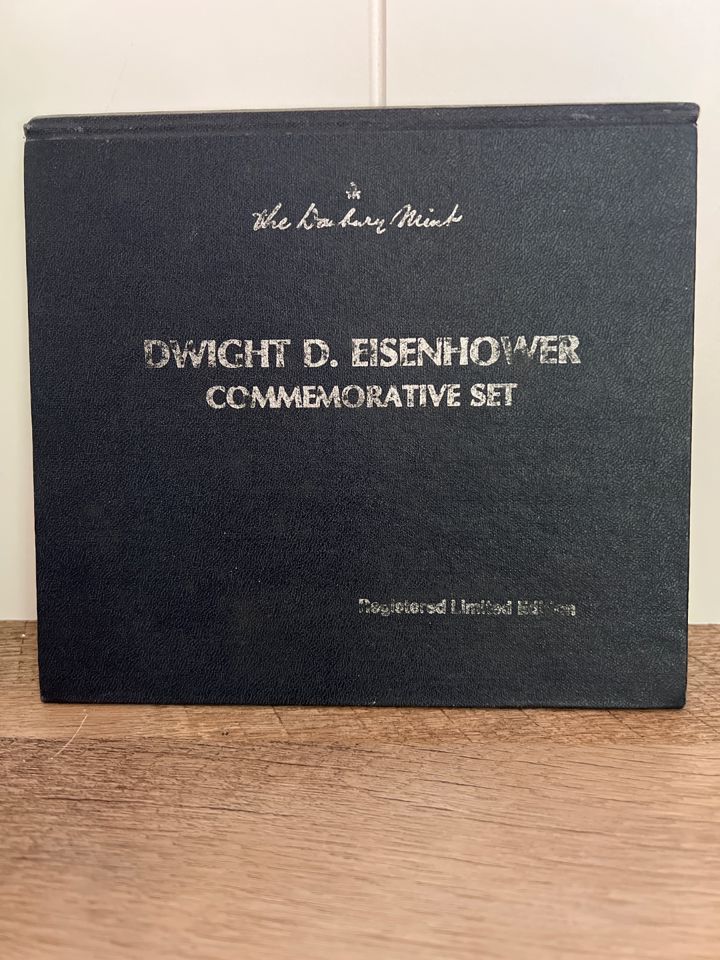 The Danbury Mint
DWIGHT D. EISENHOWER
COMMEMORATIVE SET
Registered Limited Edition